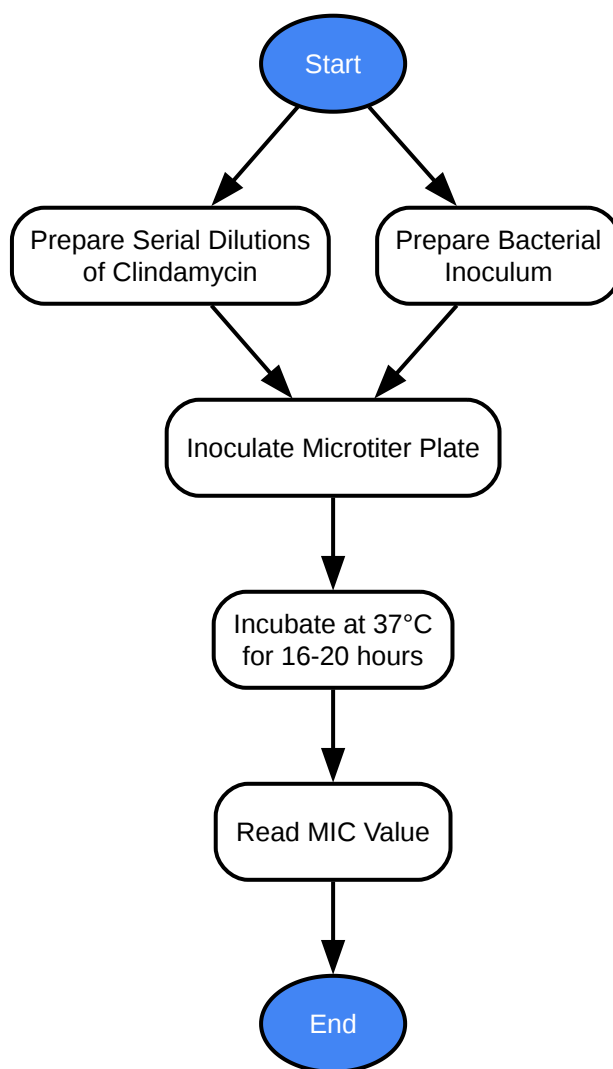 Start
Prepare Serial Dilutions
of Clindamycin
Prepare Bacterial
Inoculum
Inoculate Microtiter Plate
Incubate at 37°C
for 16-20 hours
Read MIC Value
End